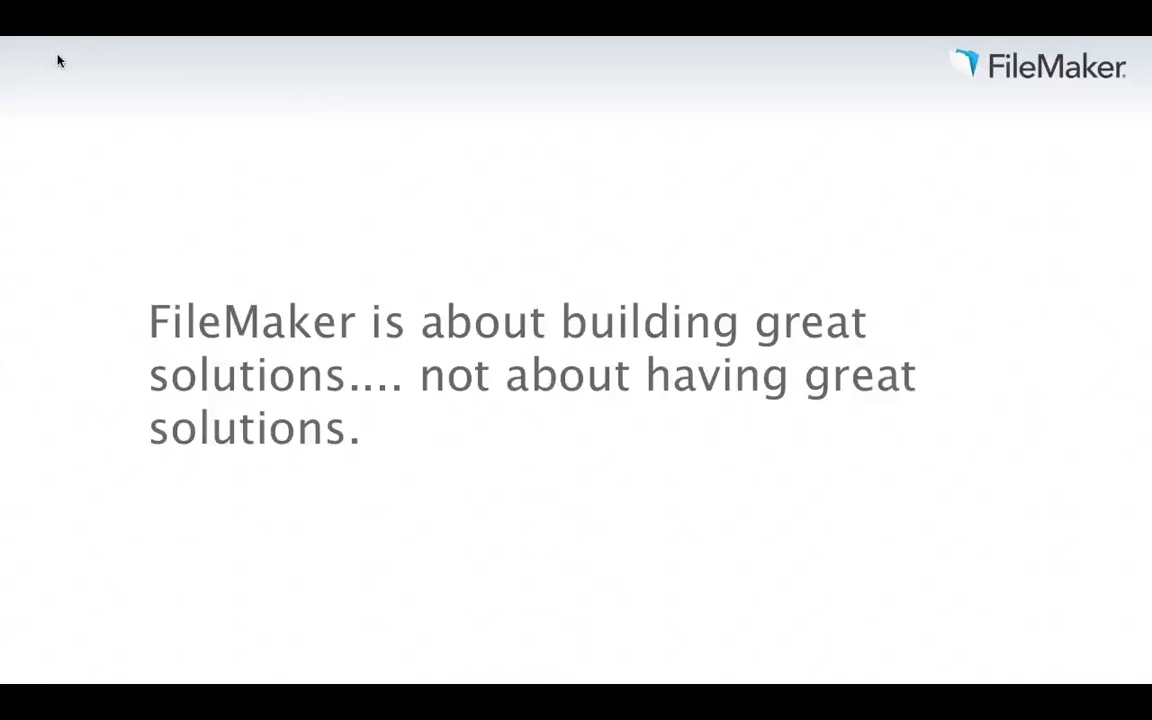 FileMaker
FileMaker is about building great
solutions.... not about having great
solutions.